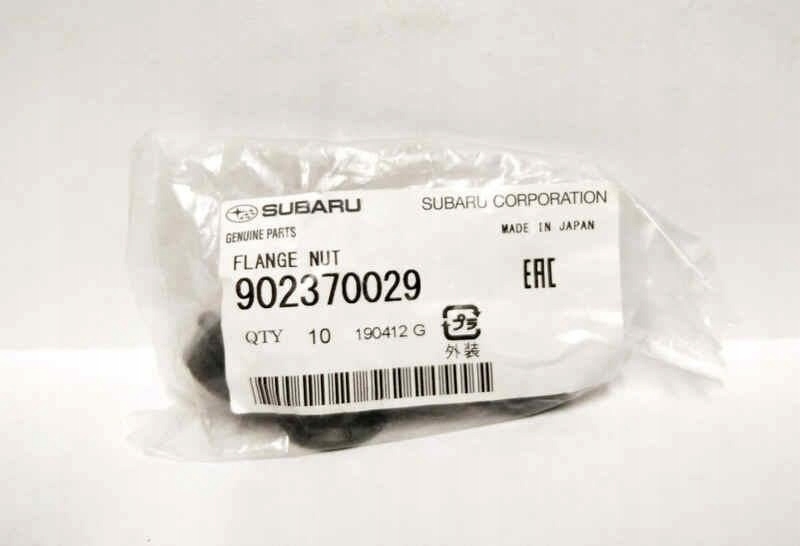 SUBARU SUBARU CORPORATION
GENUINE PARTS MADE IN JAPAN
FLANGE NUT
902370029 EAC
QTY 10 190412 G プラ
外装